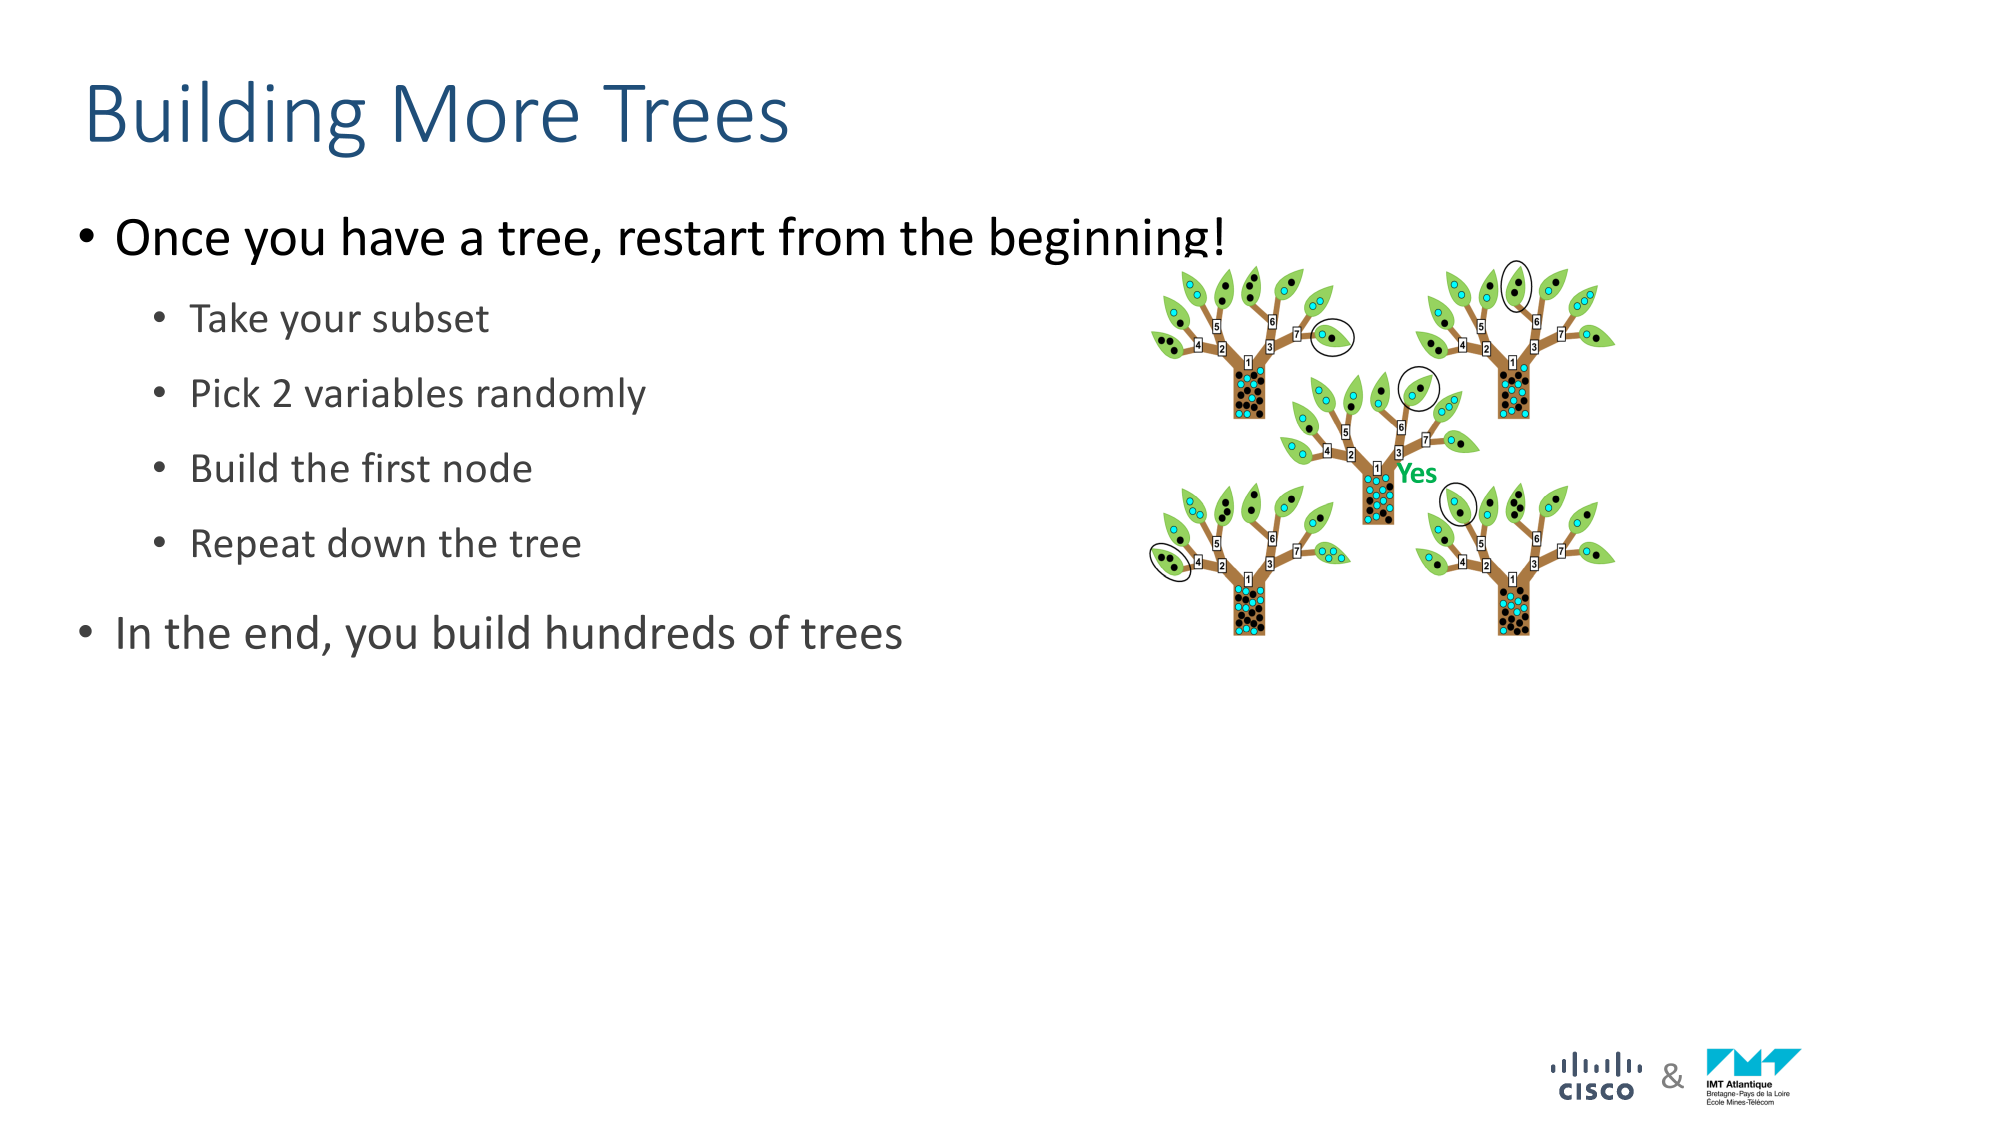 Building More Trees
• Once you have a tree, restart from the beginning!
• Take your subset
• Pick 2 variables randomly
• Build the first node
• Repeat down the tree
• In the end, you build hundreds of trees
1 2 3 4 5 6 7
1 2 3 4 5 6 7
1 2 3 4 5 6 7
Yes
1 2 3 4 5 6 7
1 2 3 4 5 6 7
CISCO
&
IMT Atlantique
Bretagne-Pays de la Loire
École Mines-Télécom